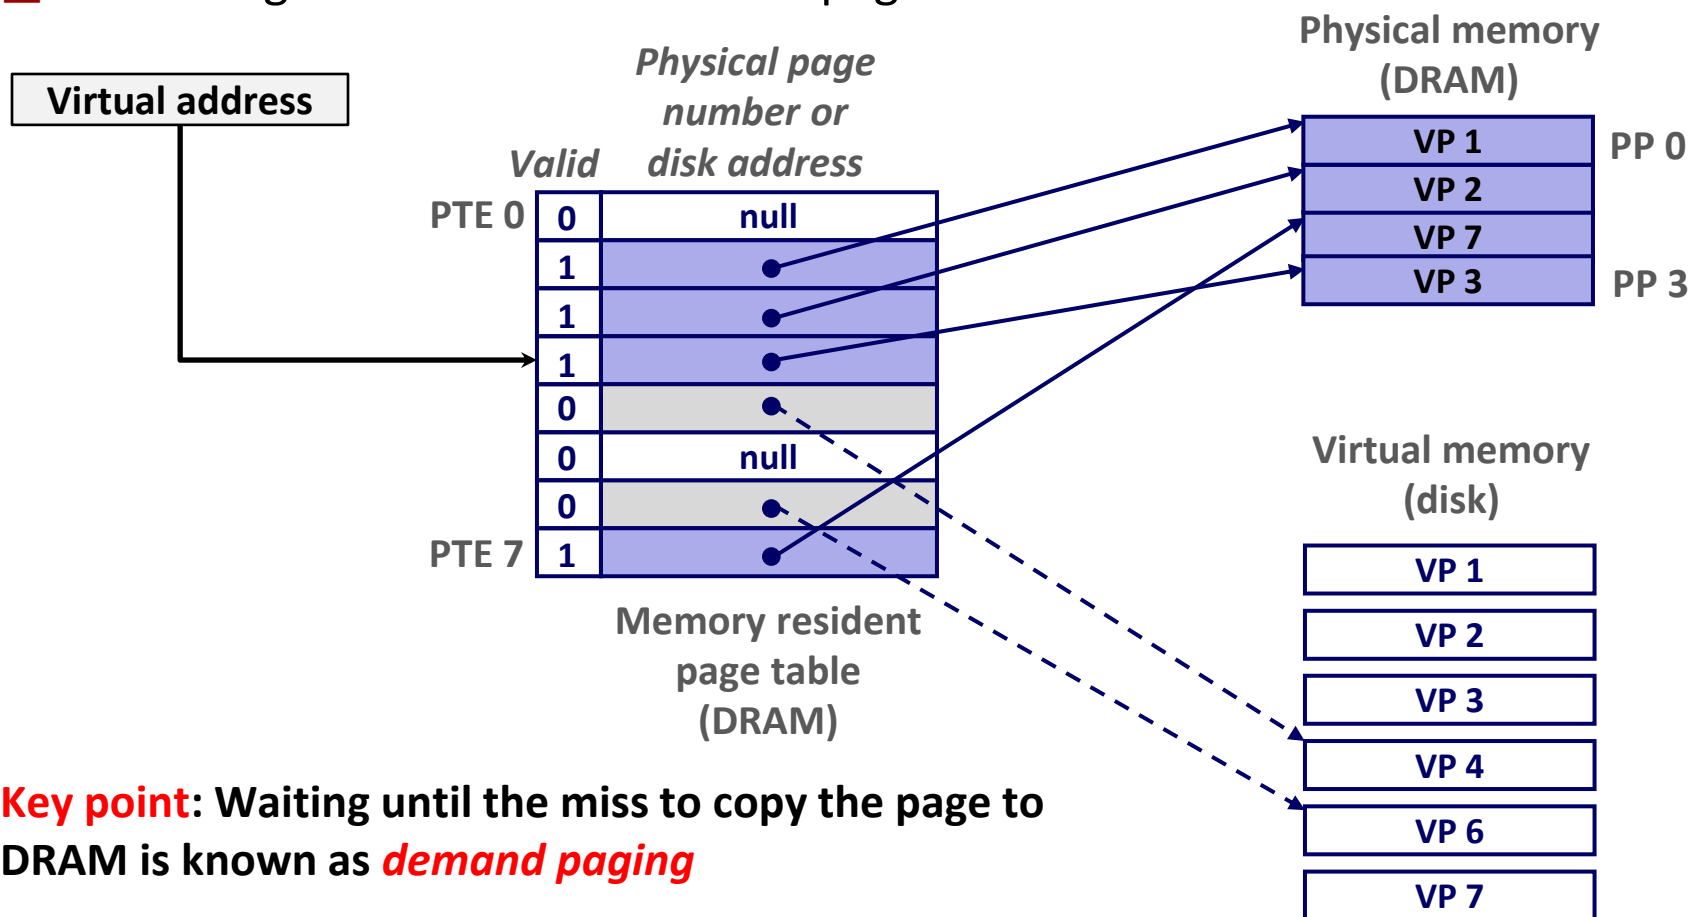 Physical memory
(DRAM)
Physical page
number or
disk address
Virtual address
Valid
VP 1
PP 0
VP 2
VP 7
VP 3
PP 3
PTE 0
0
null
1
1
1
0
0
null
0
PTE 7
1
Memory resident
page table
(DRAM)
Virtual memory
(disk)
VP 1
VP 2
VP 3
VP 4
VP 6
VP 7
Key point: Waiting until the miss to copy the page to
DRAM is known as demand paging